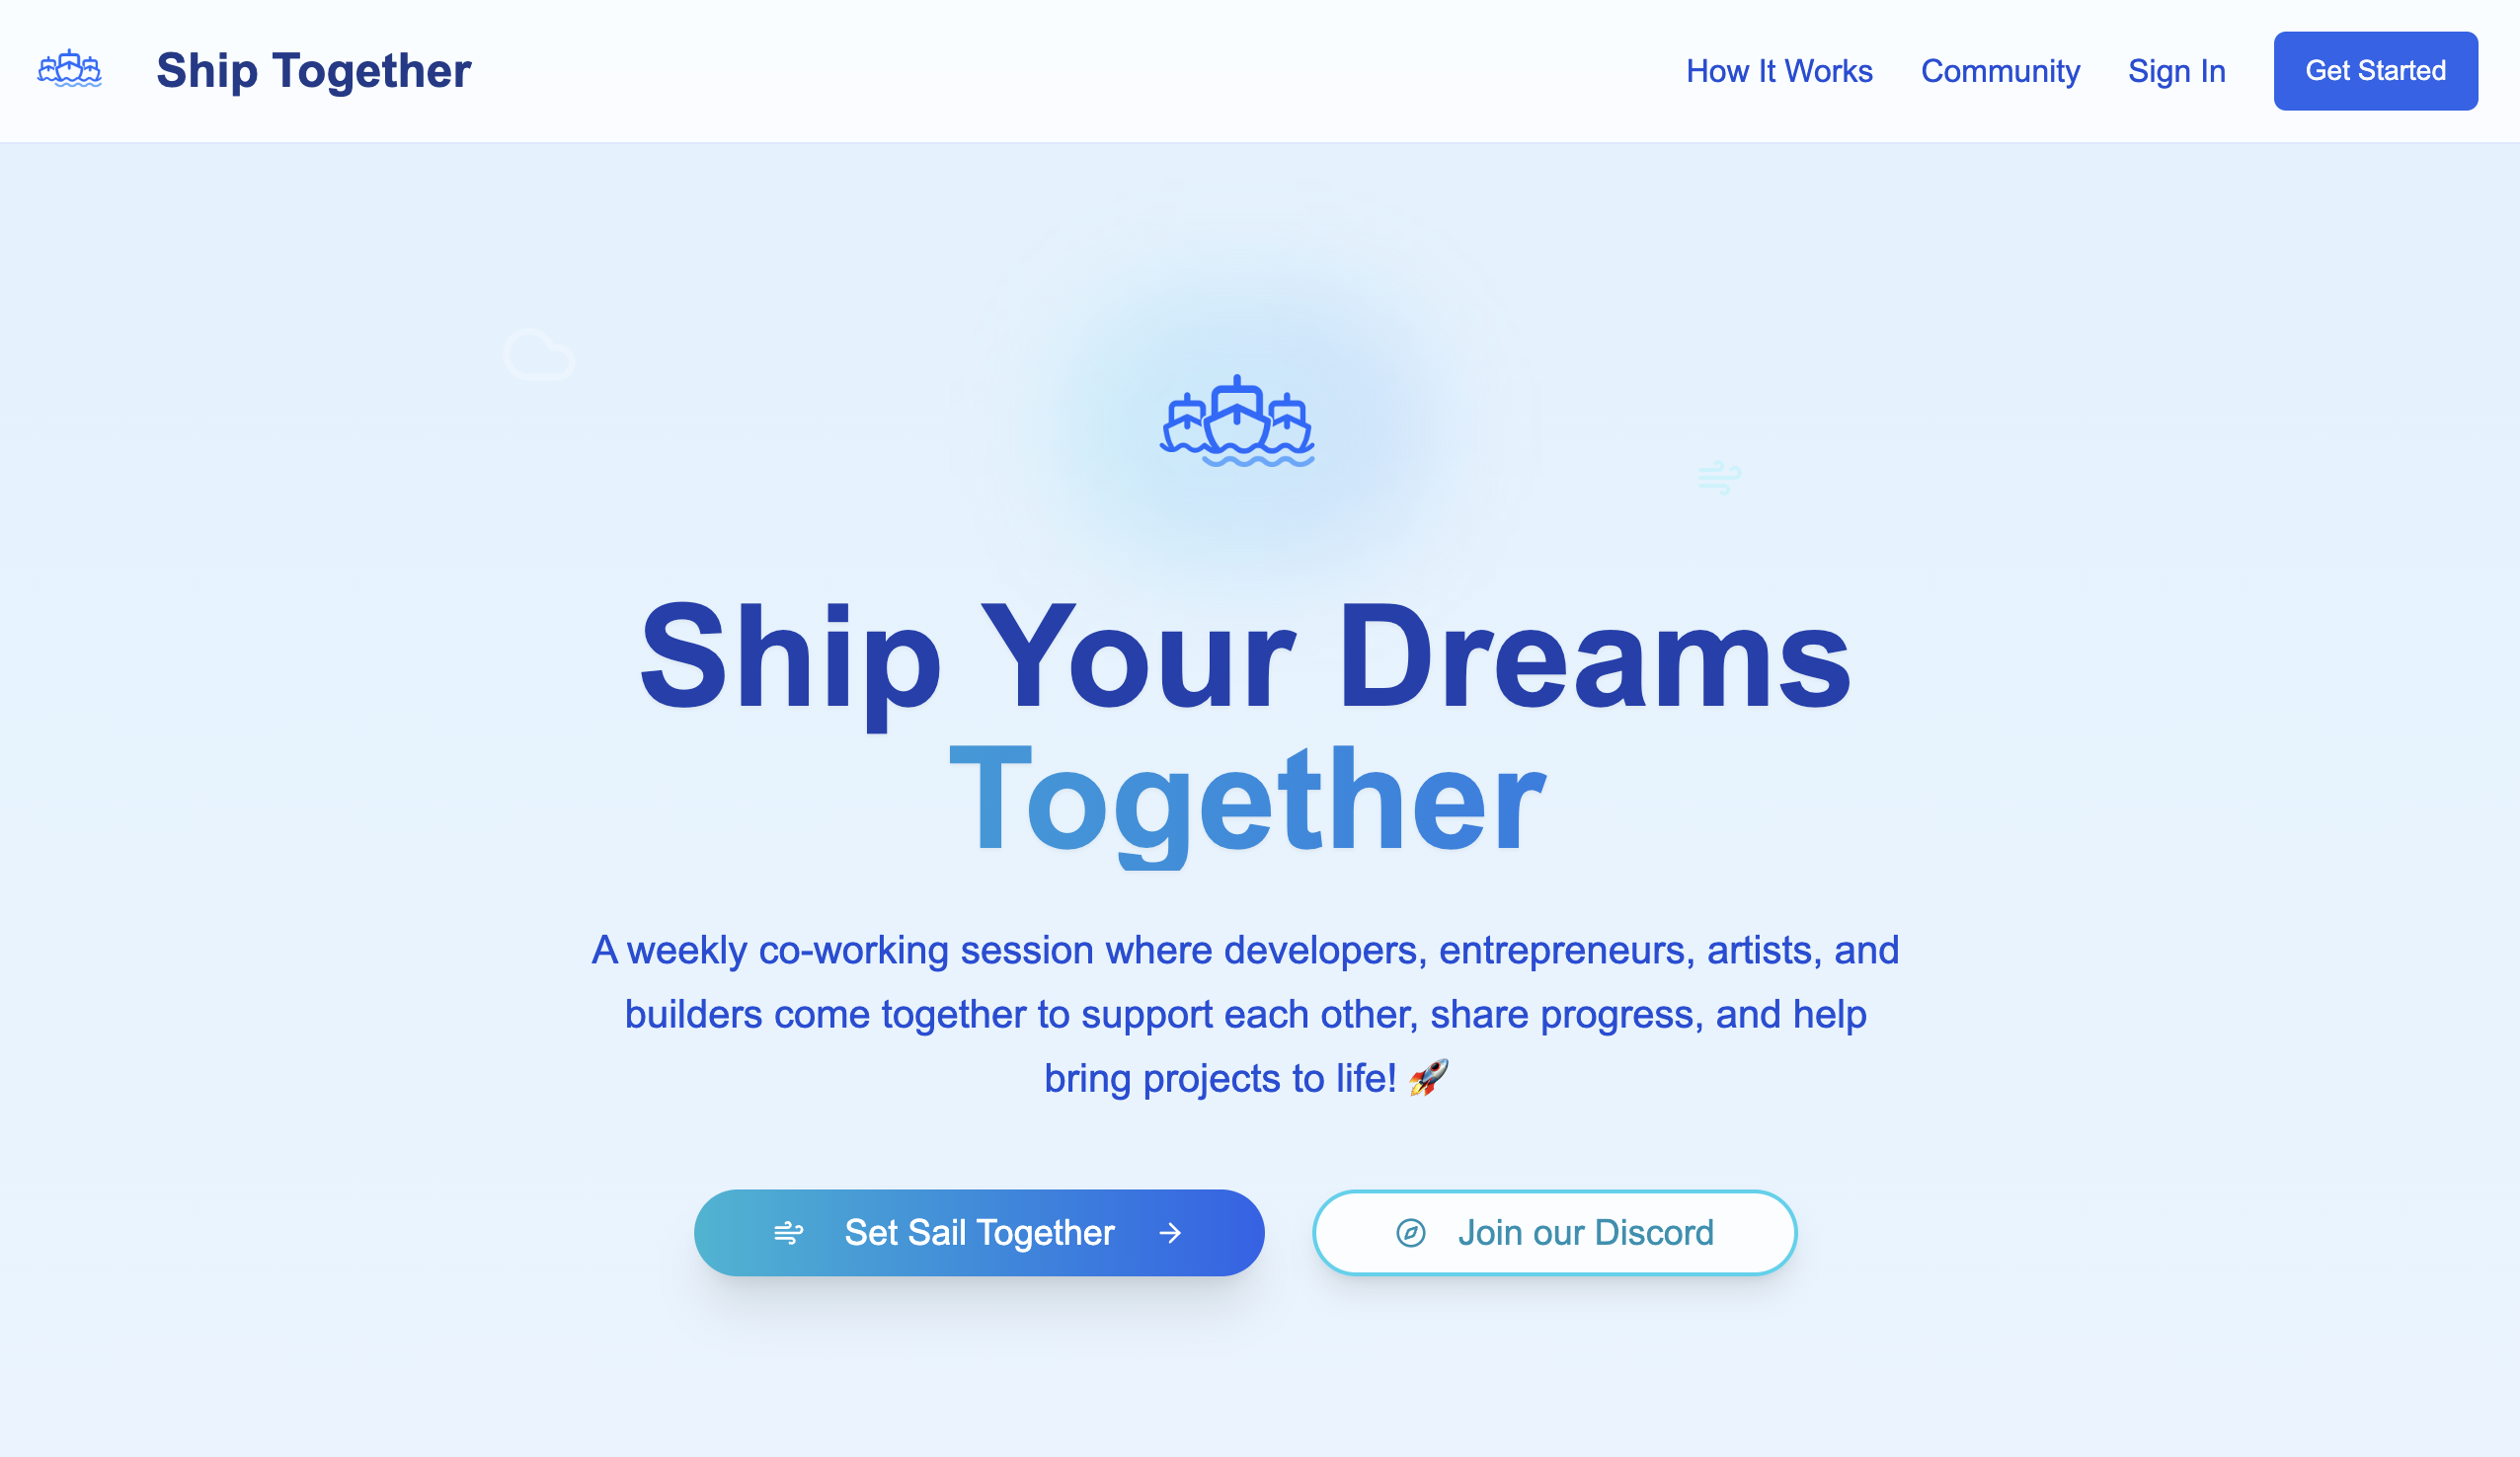 Ship Together
How It Works
Community
Sign In
Get Started
Ship Your Dreams
Together
A weekly co-working session where developers, entrepreneurs, artists, and
builders come together to support each other, share progress, and help
bring projects to life! 🚀
Set Sail Together
Join our Discord